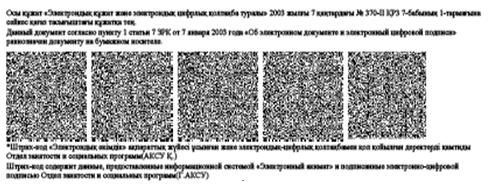 Осы құжат «Электрондық құжат және электрондық цифрлық қолтаңба туралы» 2003 жылғы 7 қаңтардағы № 370-II ҚРЗ 7-бабының 1-тармағына
сәйкес қағаз тасығыштағы құжатқа тең.
Данный документ согласно пункту 1 статьи 7 ЗРК от 7 января 2003 года «Об электронном документе и электронный цифровой подписи»
равнозначен документу на бумажном носителе.
*Штрих-код «Электрондық әкімдік» ақпараттық жүйесі ұсынған және электрондық-цифрлық қолтаңбамен қол қойылған деректерді қамтиды
Отдел занятости и социальных программ(АКСУ Қ.)
Штрих-код содержит данные, предоставленные информационной системой «Электронный акимат» и подписанные электронно-цифровой
подписью Отдел занятости и социальных программ(Г.АКСУ)